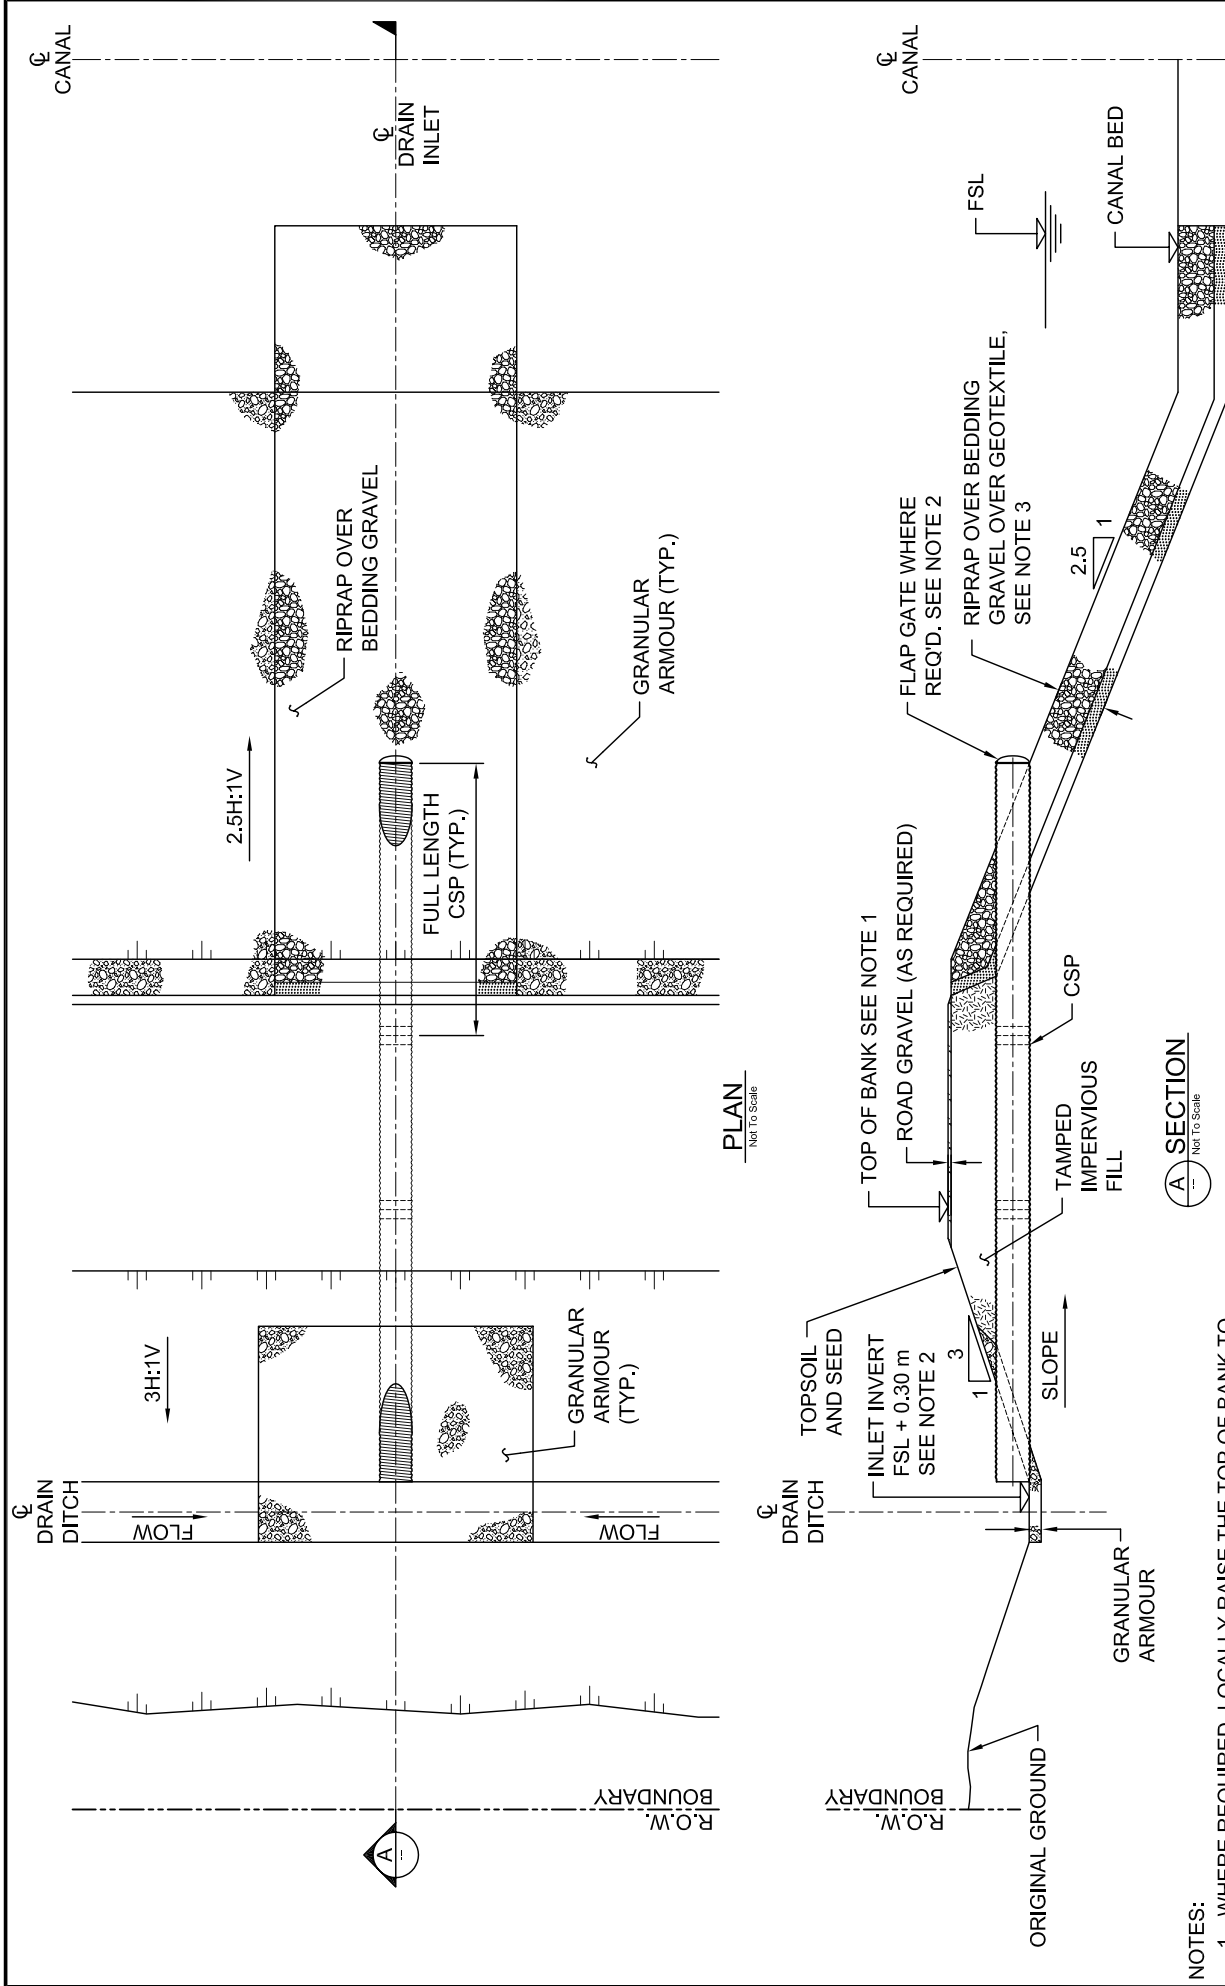 ℄
CANAL
℄
DRAIN
INLET
2.5H:1V
RIPRAP OVER
BEDDING GRAVEL
GRANULAR
ARMOUR (TYP.)
FULL LENGTH
CSP (TYP.)
3H:1V
GRANULAR
ARMOUR
(TYP.)
℄
DRAIN
DITCH
FLOW
FLOW
R.O.W.
BOUNDARY
A
--
PLAN
Not To Scale
℄
CANAL
FSL
CANAL BED
FLAP GATE WHERE
REQ'D. SEE NOTE 2
RIPRAP OVER BEDDING
GRAVEL OVER GEOTEXTILE,
SEE NOTE 3
2.5
1
TOP OF BANK SEE NOTE 1
ROAD GRAVEL (AS REQUIRED)
CSP
TAMPED
IMPERVIOUS
FILL
TOPSOIL
AND SEED
INLET INVERT
FSL + 0.30 m
SEE NOTE 2
3
1
SLOPE
℄
DRAIN
DITCH
GRANULAR
ARMOUR
R.O.W.
BOUNDARY
ORIGINAL GROUND
A
--
SECTION
Not To Scale
NOTES:
1. WHERE REQUIRED, LOCALLY RAISE THE TOP OF BANK TO